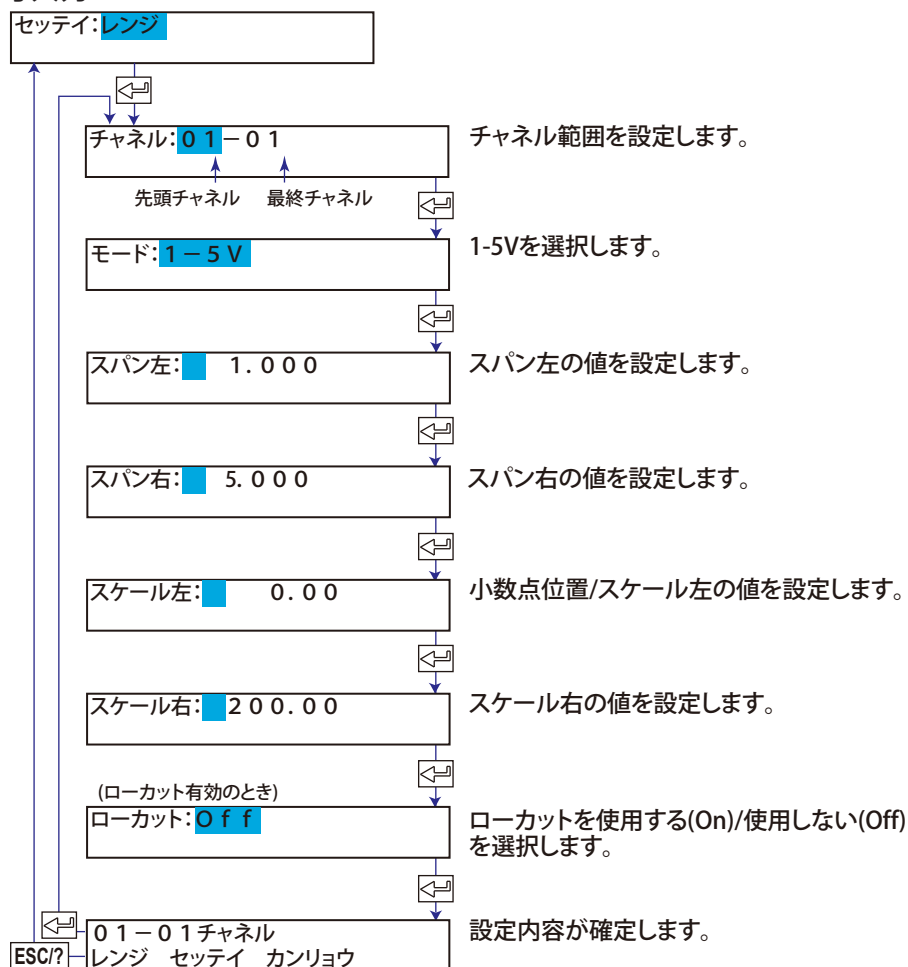 セッテイ:レンジ
チャネル:01-01
チャネル範囲を設定します。
先頭チャネル 最終チャネル
モード:1-5V
1-5Vを選択します。
スパン左: 1.000
スパン左の値を設定します。
スパン右: 5.000
スパン右の値を設定します。
スケール左: 0.00
小数点位置/スケール左の値を設定します。
スケール右: 200.00
スケール右の値を設定します。
(ローカット有効のとき)
ローカット:Off
ローカットを使用する(On)/使用しない(Off)
を選択します。
01-01チャネル
設定内容が確定します。
ESC/?
レンジ セッテイ カンリョウ